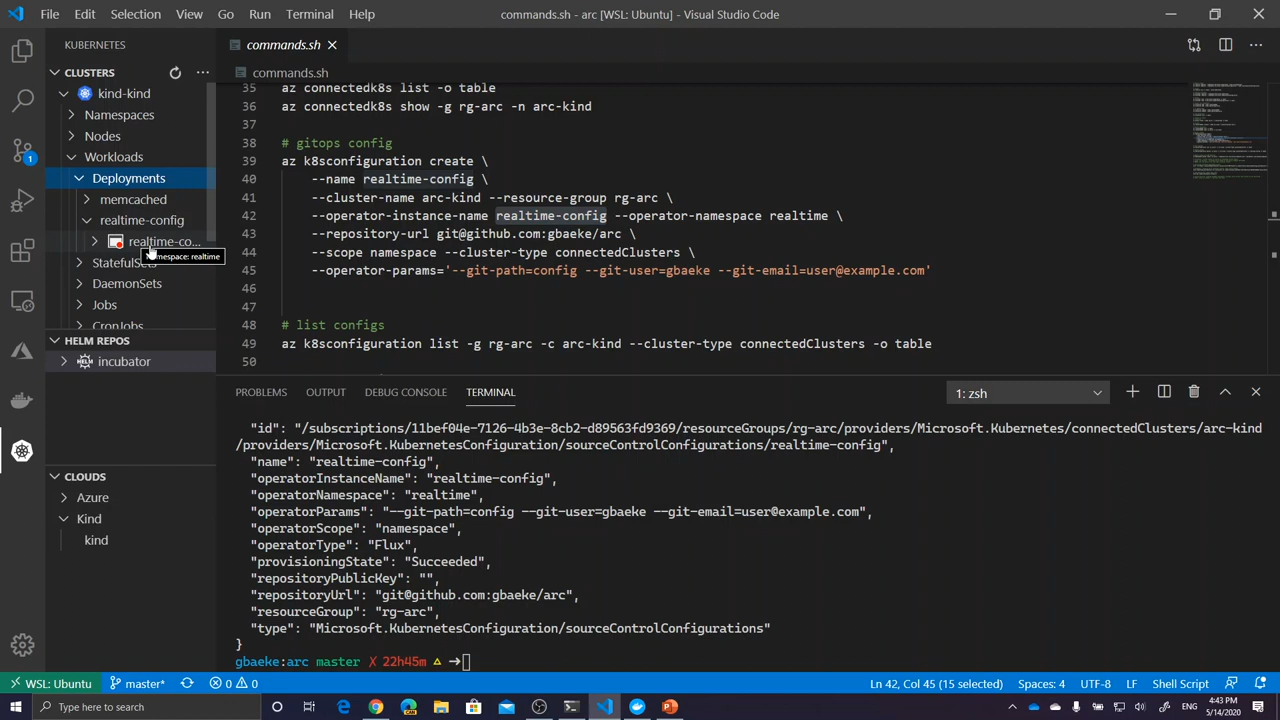 File Edit Selection View Go Run Terminal Help
commands.sh - arc [WSL: Ubuntu] - Visual Studio Code
KUBERNETES
CLUSTERS
kind-kind
Namespaces
Nodes
Workloads
Deployments
memcached
realtime-config
realtime-co...
Namespace: realtime
StatefulSets
DaemonSets
Jobs
CronJobs
HELM REPOS
HELM
incubator
CLOUDS
Azure
Kind
kind
commands.sh
commands.sh
35 az connectedk8s list -o table
36 az connectedk8s show -g rg-arc -n arc-kind
37
38 # gitops config
39 az k8sconfiguration create \
40 --name realtime-config \
41 --cluster-name arc-kind --resource-group rg-arc \
42 --operator-instance-name realtime-config --operator-namespace realtime \
43 --repository-url git@github.com:gbaeke/arc \
44 --scope namespace --cluster-type connectedClusters \
45 --operator-params='--git-path=config --git-user=gbaeke --git-email=user@example.com'
46
47
48 # list configs
49 az k8sconfiguration list -g rg-arc -c arc-kind --cluster-type connectedClusters -o table
50
PROBLEMS OUTPUT DEBUG CONSOLE TERMINAL
1: zsh
"id": "/subscriptions/11bef04e-7126-4b3e-8cb2-d89563fd9369/resourceGroups/rg-arc/providers/Microsoft.Kubernetes/connectedClusters/arc-kind
/providers/Microsoft.KubernetesConfiguration/sourceControlConfigurations/realtime-config",
"name": "realtime-config",
"operatorInstanceName": "realtime-config",
"operatorNamespace": "realtime",
"operatorParams": "--git-path=config --git-user=gbaeke --git-email=user@example.com",
"operatorScope": "namespace",
"operatorType": "Flux",
"provisioningState": "Succeeded",
"repositoryPublicKey": "",
"repositoryUrl": "git@github.com:gbaeke/arc",
"resourceGroup": "rg-arc",
"type": "Microsoft.KubernetesConfiguration/sourceControlConfigurations"
}
gbaeke:arc master ✗ 22h45m △ ➜
WSL: Ubuntu master* 0 0 Ln 42, Col 45 (15 selected) Spaces: 4 UTF-8 LF Shell Script
Type here to search
4:43 PM
5/14/2020